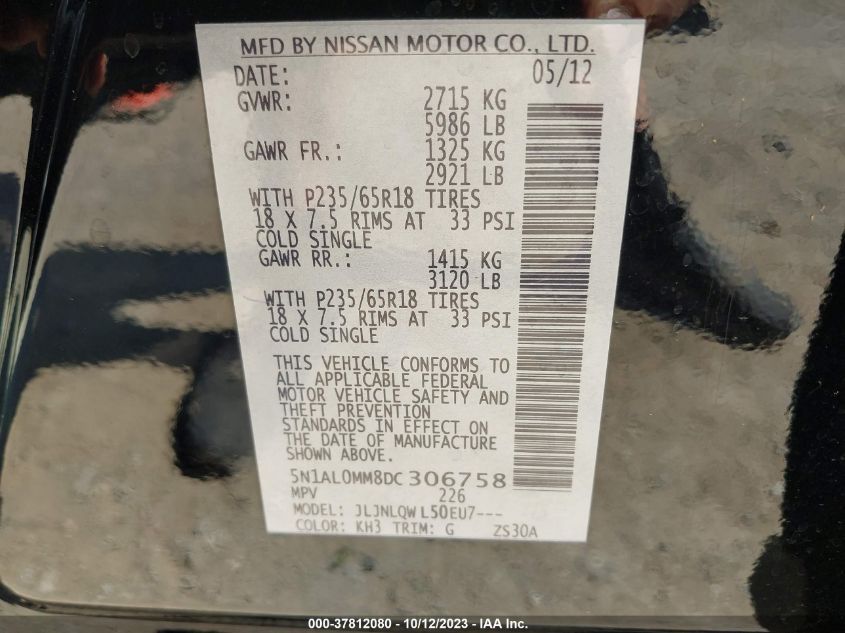 MFD BY NISSAN MOTOR CO., LTD.
DATE: 05/12
GVWR: 2715 KG
5986 LB
GAWR FR.: 1325 KG
2921 LB
WITH P235/65R18 TIRES
18 X 7.5 RIMS AT 33 PSI
COLD SINGLE
GAWR RR.: 1415 KG
3120 LB
WITH P235/65R18 TIRES
18 X 7.5 RIMS AT 33 PSI
COLD SINGLE
THIS VEHICLE CONFORMS TO
ALL APPLICABLE FEDERAL
MOTOR VEHICLE SAFETY AND
THEFT PREVENTION
STANDARDS IN EFFECT ON
THE DATE OF MANUFACTURE
SHOWN ABOVE.
5N1AL0MM8DC306758
MPV 226
MODEL: JLJNLQWL50EU7---
COLOR: KH3 TRIM: G ZS30A
000-37812080 - 10/12/2023 - IAA Inc.